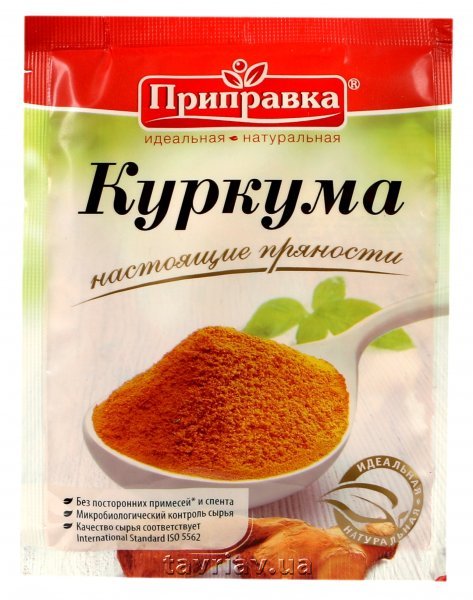 Приправка®
идеальная натуральная
Куркума
настоящие пряности
ИДЕАЛЬНАЯ
НАТУРАЛЬНАЯ
Без посторонних примесей* и спента
Микробиологический контроль сырья
Качество сырья соответствует
International Standard ISO 5562
tavriav.ua